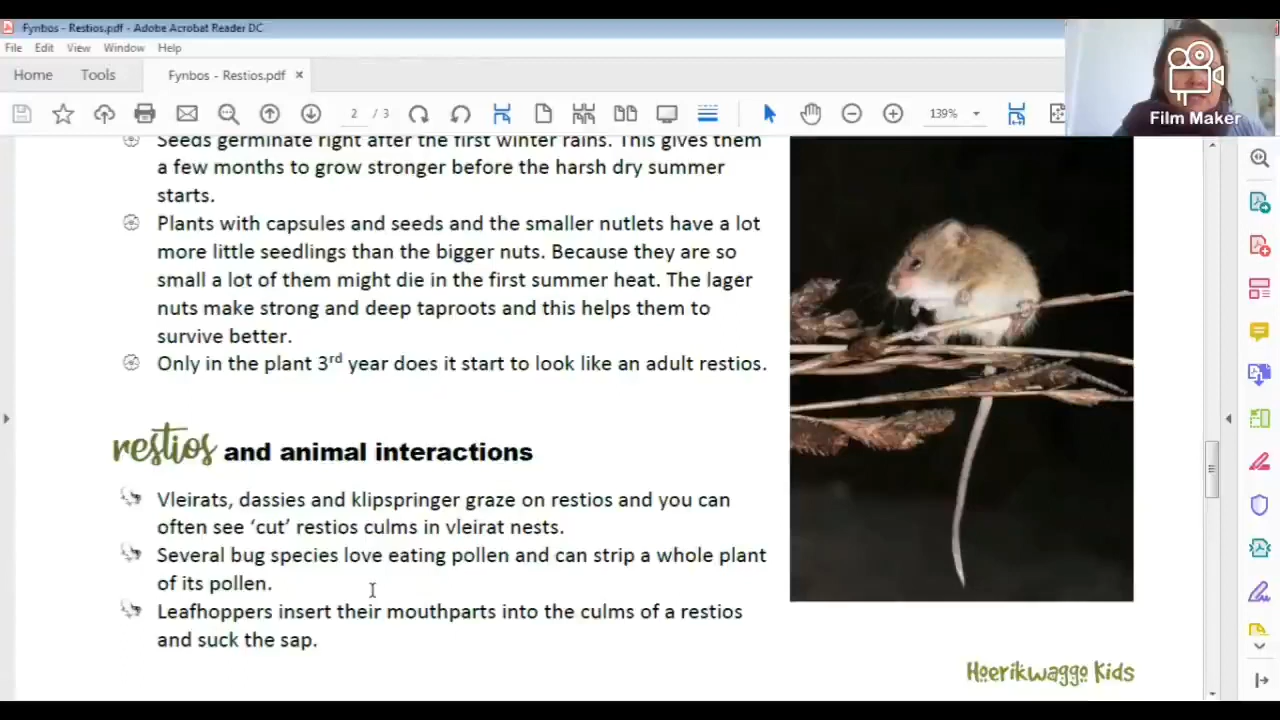 Fynbos - Restios.pdf - Adobe Acrobat Reader DC
File Edit View Window Help
Home Tools Fynbos - Restios.pdf ×
2 / 3 139%
Film Maker
Seeds germinate right after the first winter rains. This gives them
a few months to grow stronger before the harsh dry summer
starts.
Plants with capsules and seeds and the smaller nutlets have a lot
more little seedlings than the bigger nuts. Because they are so
small a lot of them might die in the first summer heat. The lager
nuts make strong and deep taproots and this helps them to
survive better.
Only in the plant 3rd year does it start to look like an adult restios.
restios and animal interactions
Vleirats, dassies and klipspringer graze on restios and you can
often see ‘cut’ restios culms in vleirat nests.
Several bug species love eating pollen and can strip a whole plant
of its pollen.
Leafhoppers insert their mouthparts into the culms of a restios
and suck the sap.
Hoerikwaggo Kids